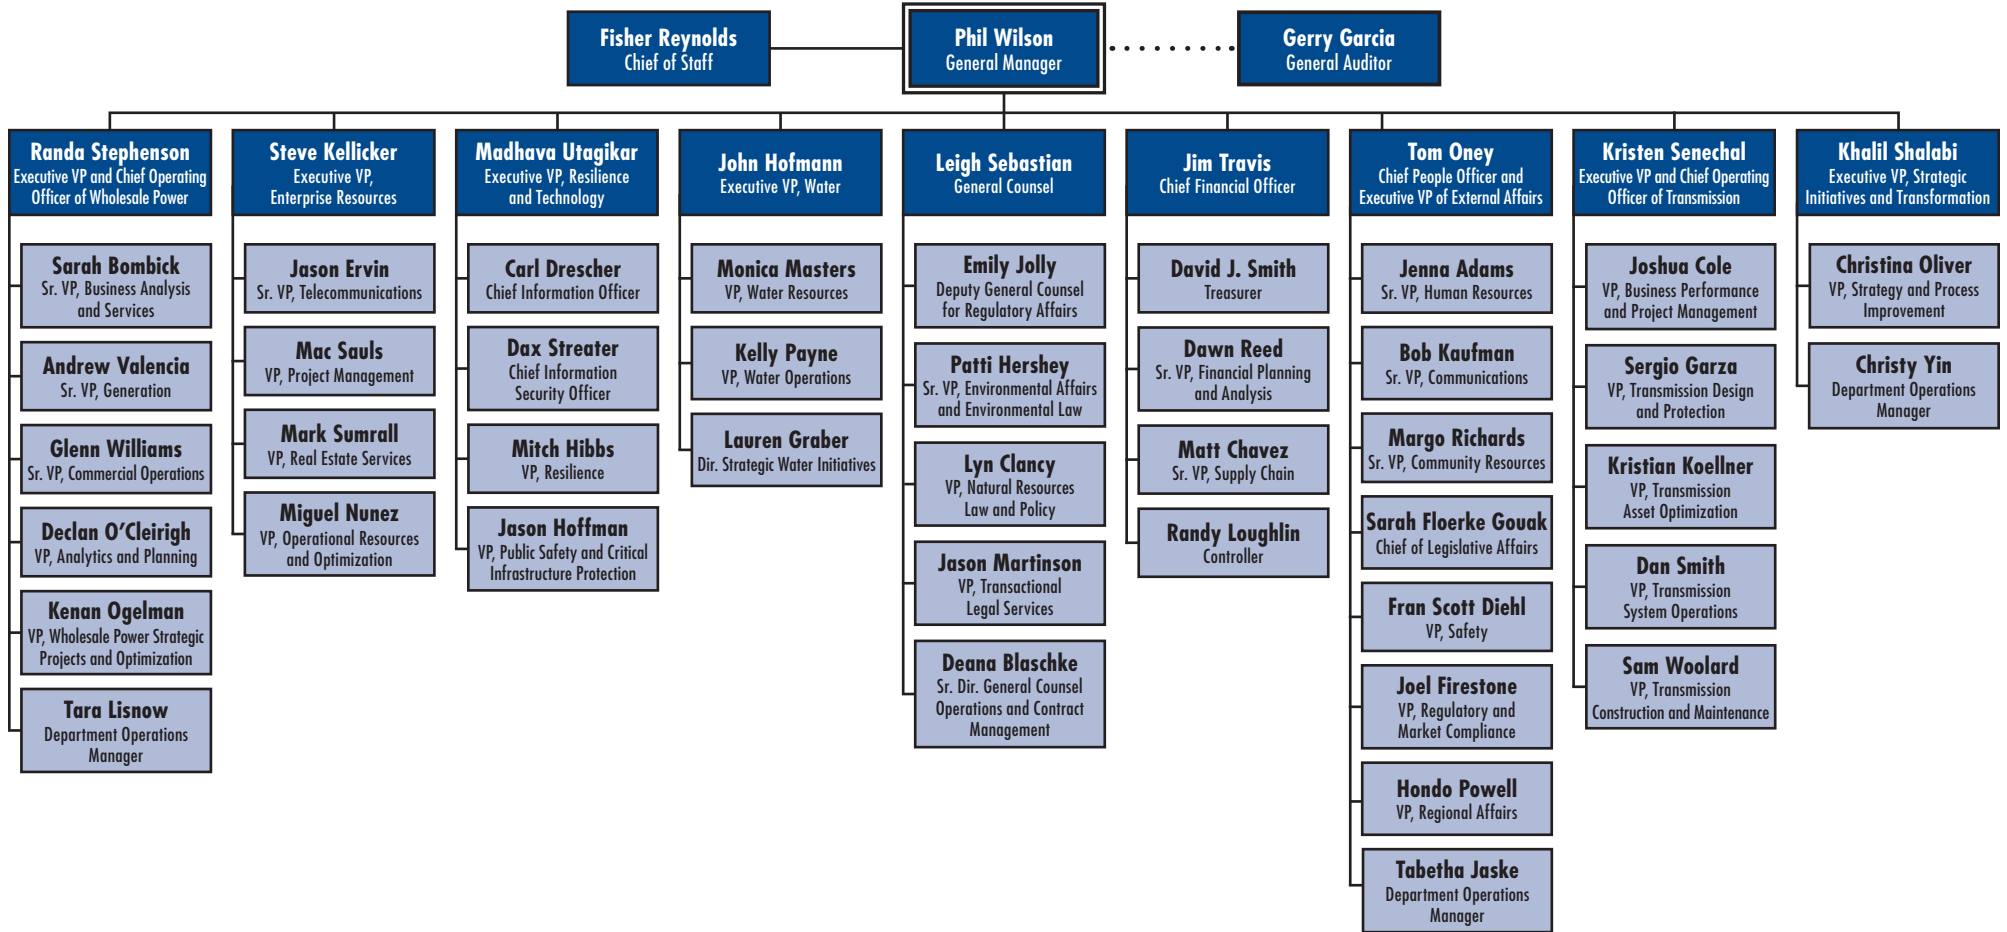 Fisher Reynolds
Chief of Staff
Phil Wilson
General Manager
Gerry Garcia
General Auditor
Randa Stephenson
Executive VP and Chief Operating
Officer of Wholesale Power
Sarah Bombick
Sr. VP, Business Analysis
and Services
Andrew Valencia
Sr. VP, Generation
Glenn Williams
Sr. VP, Commercial Operations
Declan O’Cleirigh
VP, Analytics and Planning
Kenan Ogelman
VP, Wholesale Power Strategic
Projects and Optimization
Tara Lisnow
Department Operations
Manager
Steve Kellicker
Executive VP,
Enterprise Resources
Jason Ervin
Sr. VP, Telecommunications
Mac Sauls
VP, Project Management
Mark Sumrall
VP, Real Estate Services
Miguel Nunez
VP, Operational Resources
and Optimization
Madhava Utagikar
Executive VP, Resilience
and Technology
Carl Drescher
Chief Information Officer
Dax Streater
Chief Information
Security Officer
Mitch Hibbs
VP, Resilience
Jason Hoffman
VP, Public Safety and Critical
Infrastructure Protection
John Hofmann
Executive VP, Water
Monica Masters
VP, Water Resources
Kelly Payne
VP, Water Operations
Lauren Graber
Dir. Strategic Water Initiatives
Leigh Sebastian
General Counsel
Emily Jolly
Deputy General Counsel
for Regulatory Affairs
Patti Hershey
Sr. VP, Environmental Affairs
and Environmental Law
Lyn Clancy
VP, Natural Resources
Law and Policy
Jason Martinson
VP, Transactional
Legal Services
Deana Blaschke
Sr. Dir. General Counsel
Operations and Contract
Management
Jim Travis
Chief Financial Officer
David J. Smith
Treasurer
Dawn Reed
Sr. VP, Financial Planning
and Analysis
Matt Chavez
Sr. VP, Supply Chain
Randy Loughlin
Controller
Tom Oney
Chief People Officer and
Executive VP of External Affairs
Jenna Adams
Sr. VP, Human Resources
Bob Kaufman
Sr. VP, Communications
Margo Richards
Sr. VP, Community Resources
Sarah Floerke Gouak
Chief of Legislative Affairs
Fran Scott Diehl
VP, Safety
Joel Firestone
VP, Regulatory and
Market Compliance
Hondo Powell
VP, Regional Affairs
Tabetha Jaske
Department Operations
Manager
Kristen Senechal
Executive VP and Chief Operating
Officer of Transmission
Joshua Cole
VP, Business Performance
and Project Management
Sergio Garza
VP, Transmission Design
and Protection
Kristian Koellner
VP, Transmission
Asset Optimization
Dan Smith
VP, Transmission
System Operations
Sam Woolard
VP, Transmission
Construction and Maintenance
Khalil Shalabi
Executive VP, Strategic
Initiatives and Transformation
Christina Oliver
VP, Strategy and Process
Improvement
Christy Yin
Department Operations
Manager